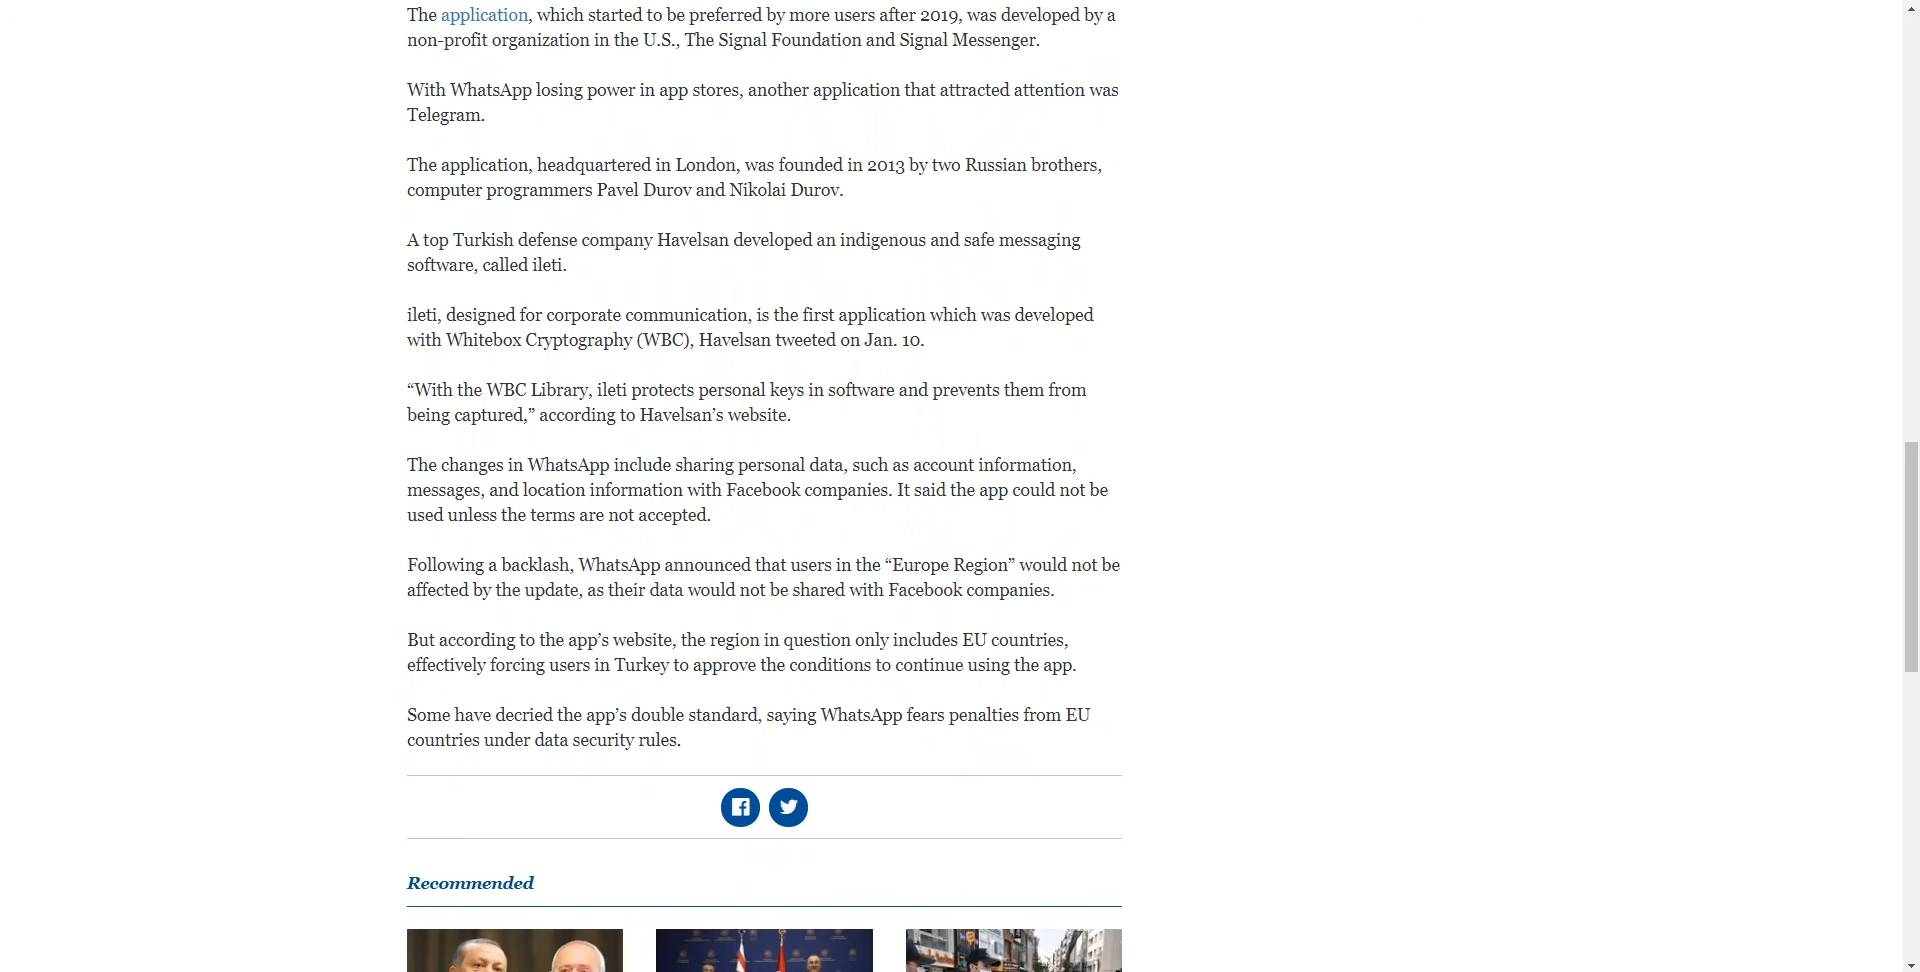 The application, which started to be preferred by more users after 2019, was developed by a
non-profit organization in the U.S., The Signal Foundation and Signal Messenger.
With WhatsApp losing power in app stores, another application that attracted attention was
Telegram.
The application, headquartered in London, was founded in 2013 by two Russian brothers,
computer programmers Pavel Durov and Nikolai Durov.
A top Turkish defense company Havelsan developed an indigenous and safe messaging
software, called ileti.
ileti, designed for corporate communication, is the first application which was developed
with Whitebox Cryptography (WBC), Havelsan tweeted on Jan. 10.
“With the WBC Library, ileti protects personal keys in software and prevents them from
being captured,” according to Havelsan’s website.
The changes in WhatsApp include sharing personal data, such as account information,
messages, and location information with Facebook companies. It said the app could not be
used unless the terms are not accepted.
Following a backlash, WhatsApp announced that users in the “Europe Region” would not be
affected by the update, as their data would not be shared with Facebook companies.
But according to the app’s website, the region in question only includes EU countries,
effectively forcing users in Turkey to approve the conditions to continue using the app.
Some have decried the app’s double standard, saying WhatsApp fears penalties from EU
countries under data security rules.
Recommended